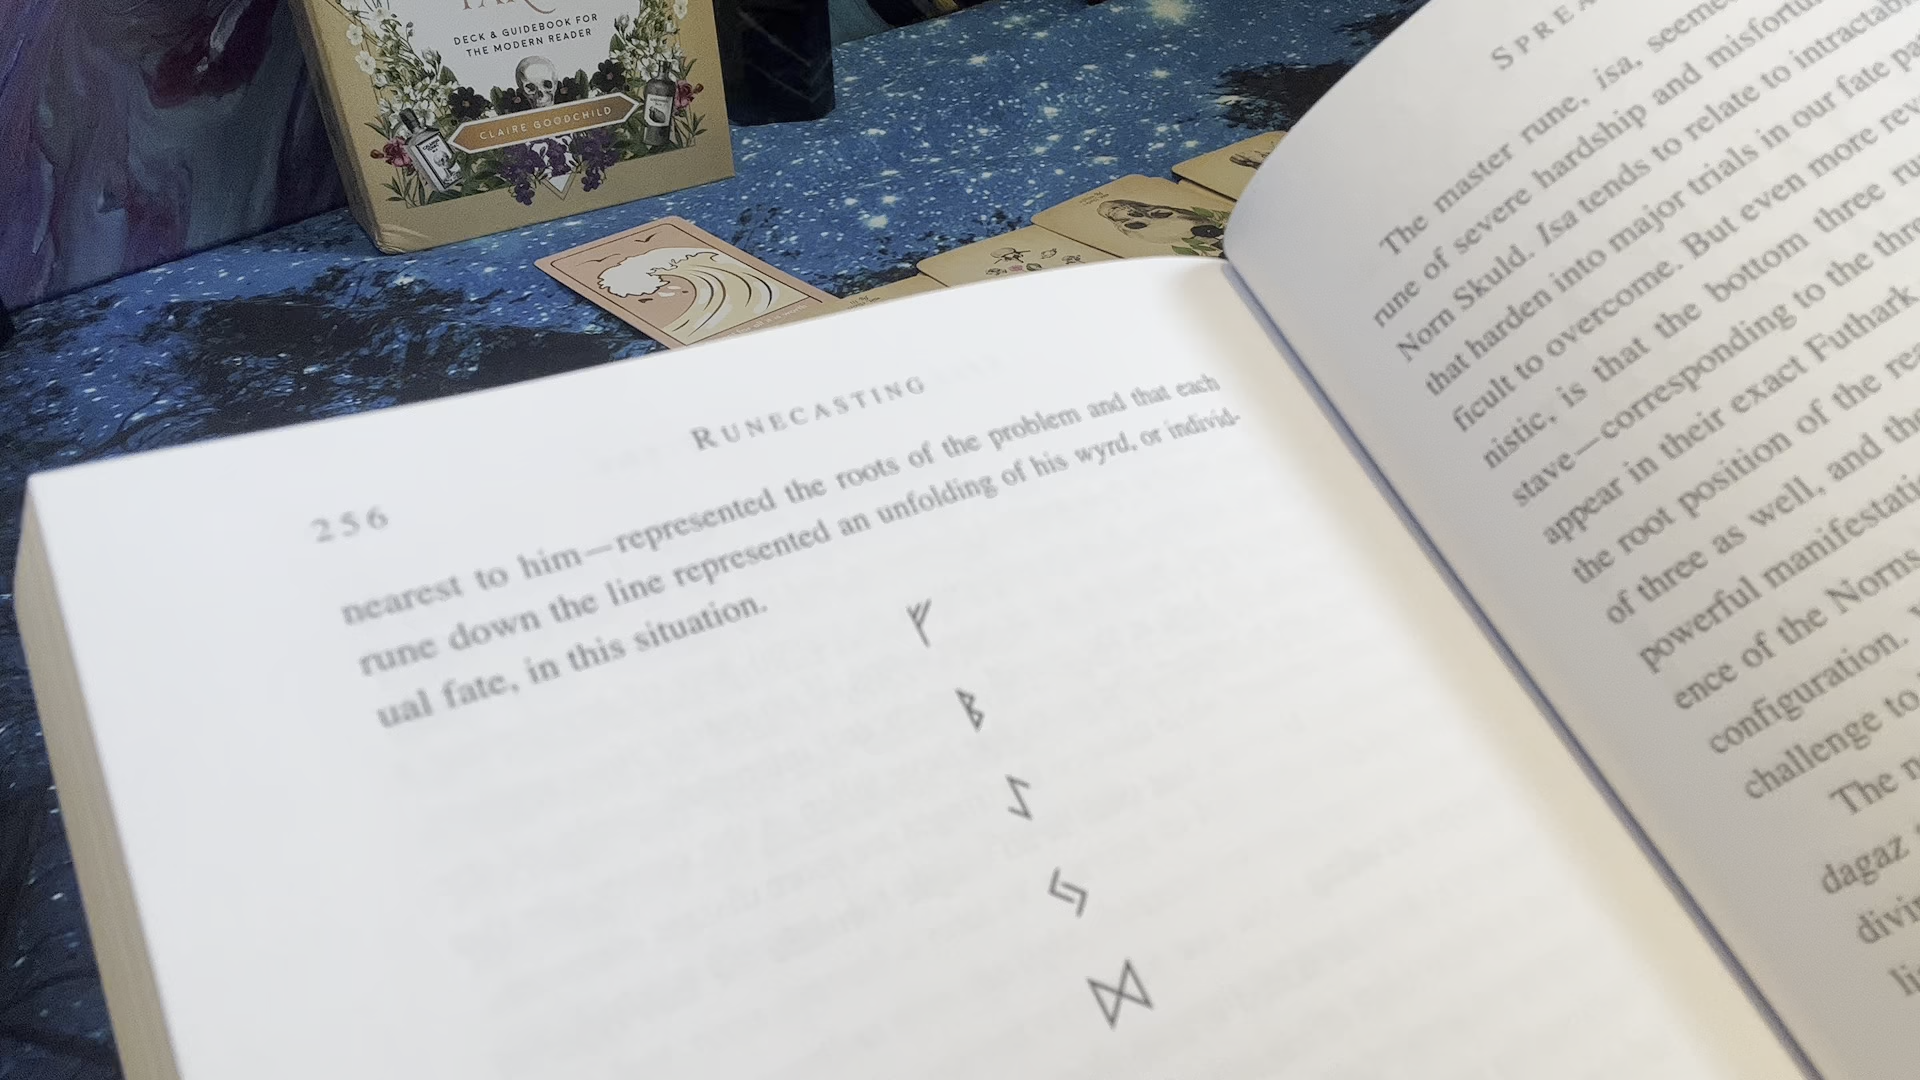 DECK & GUIDEBOOK FOR
THE MODERN READER
CLAIRE GOODCHILD
256
RUNECASTING
nearest to him—represented the roots of the problem and that each
rune down the line represented an unfolding of his wyrd, or individ-
ual fate, in this situation.
ᚠ
ᛒ
ᛇ
ᛃ
ᛞ
The master rune, isa, seeme
rune of severe hardship and misfortu
Norn Skuld. Isa tends to relate to intractab
that harden into major trials in our fate pa
ficult to overcome. But even more rev
nistic, is that the bottom three ru
stave—corresponding to the thr
appear in their exact Futhark
the root position of the rea
of three as well, and the
powerful manifestati
ence of the Norns
configuration.
challenge to
The
dagaz
divi